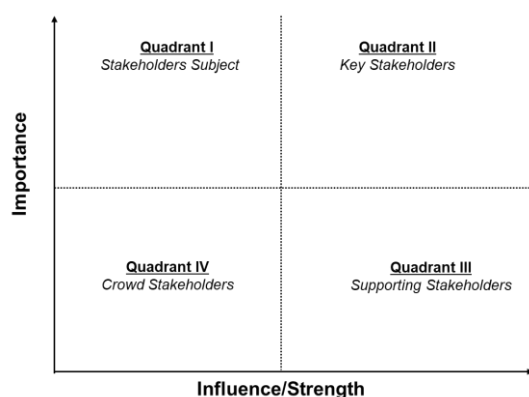 Quadrant I
Stakeholders Subject
Quadrant II
Key Stakeholders
Importance
Quadrant IV
Crowd Stakeholders
Quadrant III
Supporting Stakeholders
Influence/Strength